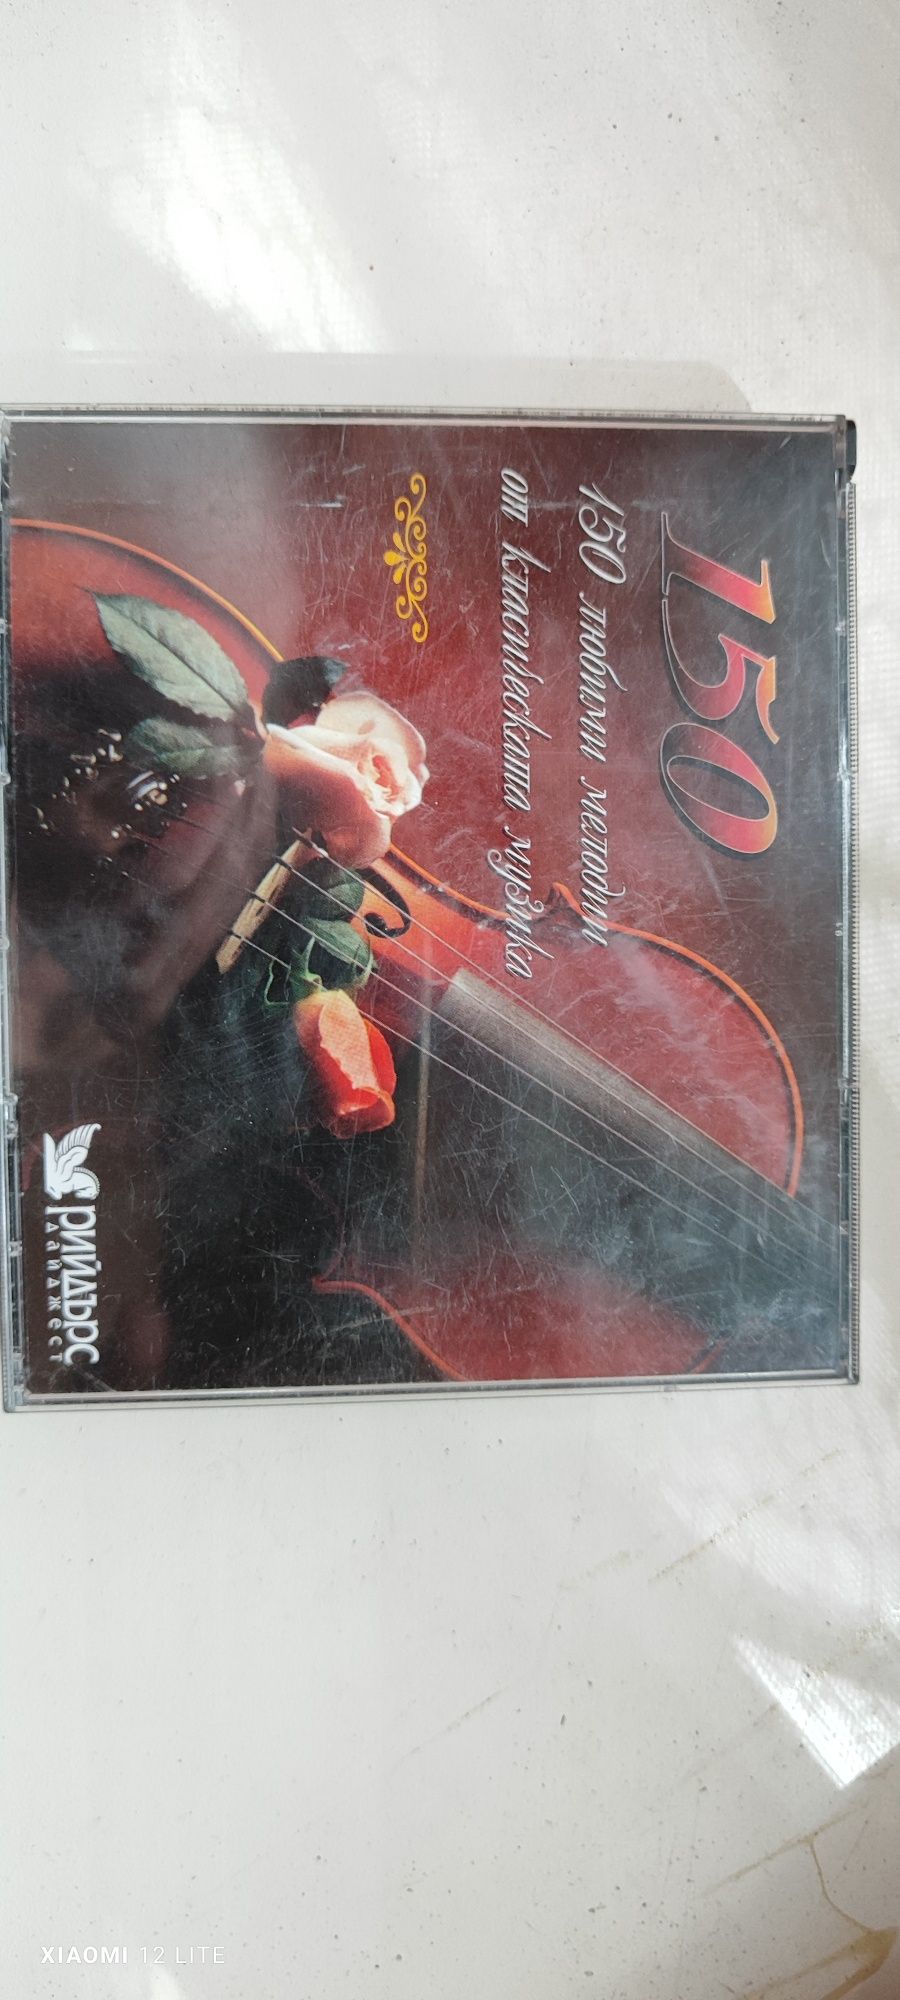 150
150 любими мелодии
от класическата музика
РИЙДЪРС
ДАЙДЖЕСТ
XIAOMI 12 LITE